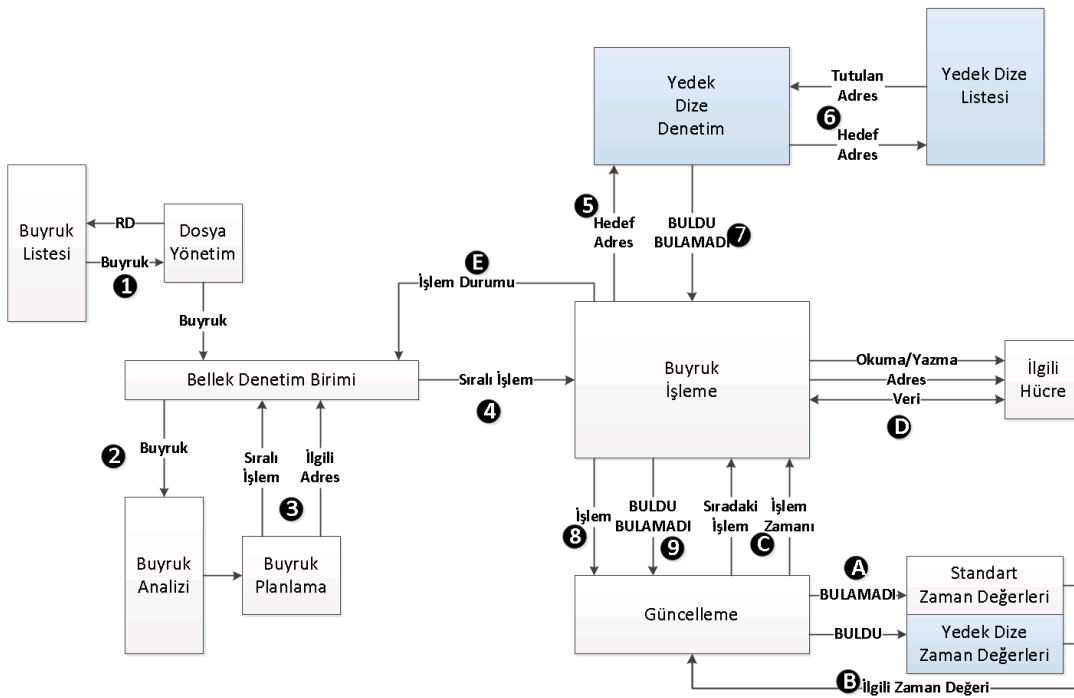 Yedek
Dize
Denetim
Tutulan
Adres
6
Hedef
Adres
Yedek Dize
Listesi
Buyruk
Listesi
RD
Buyruk
1
Dosya
Yönetim
Buyruk
5
Hedef
Adres
BULDU
BULAMADI
7
E
İşlem Durumu
Bellek Denetim Birimi
Sıralı İşlem
4
Buyruk
İşleme
Okuma/Yazma
Adres
Veri
D
İlgili
Hücre
2
Buyruk
Sıralı
İşlem
İlgili
Adres
3
Buyruk
Analizi
Buyruk
Planlama
8
İşlem
BULDU
BULAMADI
9
Sıradaki
İşlem
C
İşlem
Zamanı
Güncelleme
A
BULAMADI
BULDU
Standart
Zaman Değerleri
Yedek Dize
Zaman Değerleri
B
İlgili Zaman Değeri